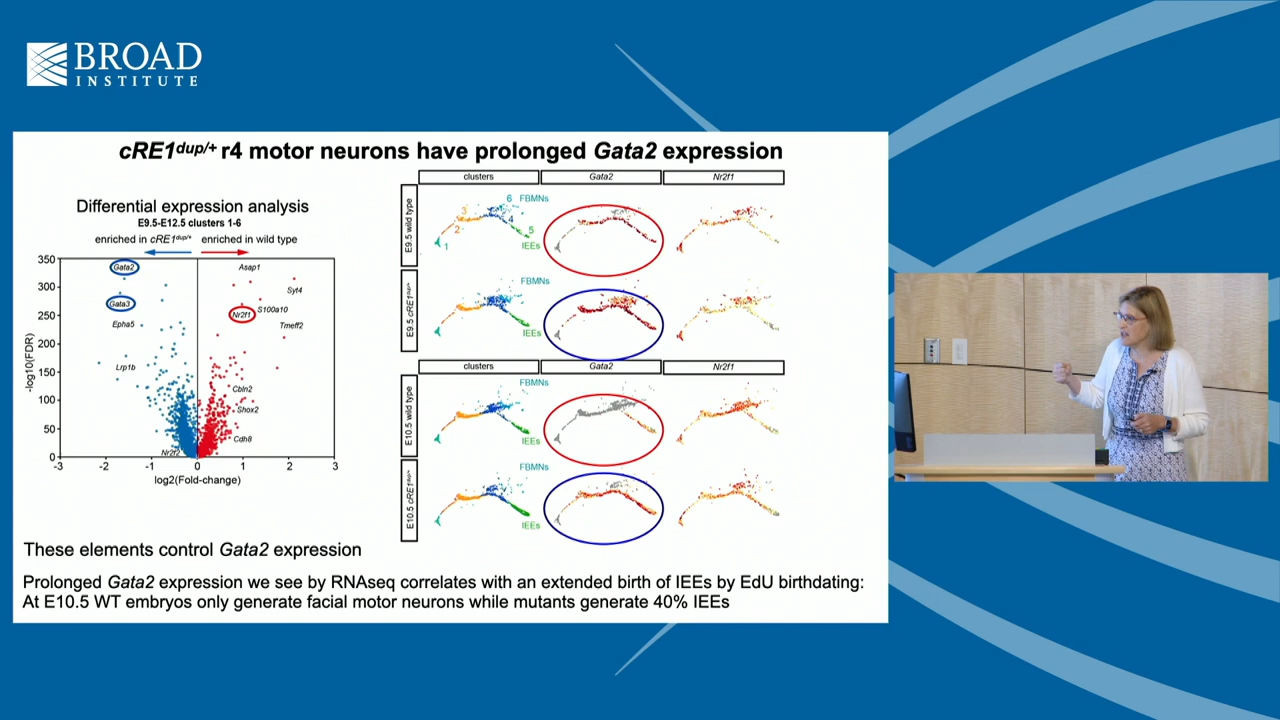 BROAD
INSTITUTE
cRE1dup/+ r4 motor neurons have prolonged Gata2 expression
Differential expression analysis
E9.5-E12.5 clusters 1-6
enriched in cRE1dup/+ enriched in wild type
350
300
250
200
150
100
50
0
-log10(FDR)
Gata2
Asap1
Syt4
Gata3
Nr2f1
S100a10
Epha5
Tmeff2
Lrp1b
Cbln2
Shox2
Cdh8
Nr2f2
-3 -2 -1 0 1 2 3
log2(Fold-change)
clusters Gata2 Nr2f1
E9.5 wild type
6 FBMNs
3
4
2
5
1
IEEs
E9.5 cRE1dup/+
FBMNs
IEEs
clusters Gata2 Nr2f1
E10.5 wild type
FBMNs
IEEs
E10.5 cRE1dup/+
FBMNs
IEEs
These elements control Gata2 expression
Prolonged Gata2 expression we see by RNAseq correlates with an extended birth of IEEs by EdU birthdating:
At E10.5 WT embryos only generate facial motor neurons while mutants generate 40% IEEs